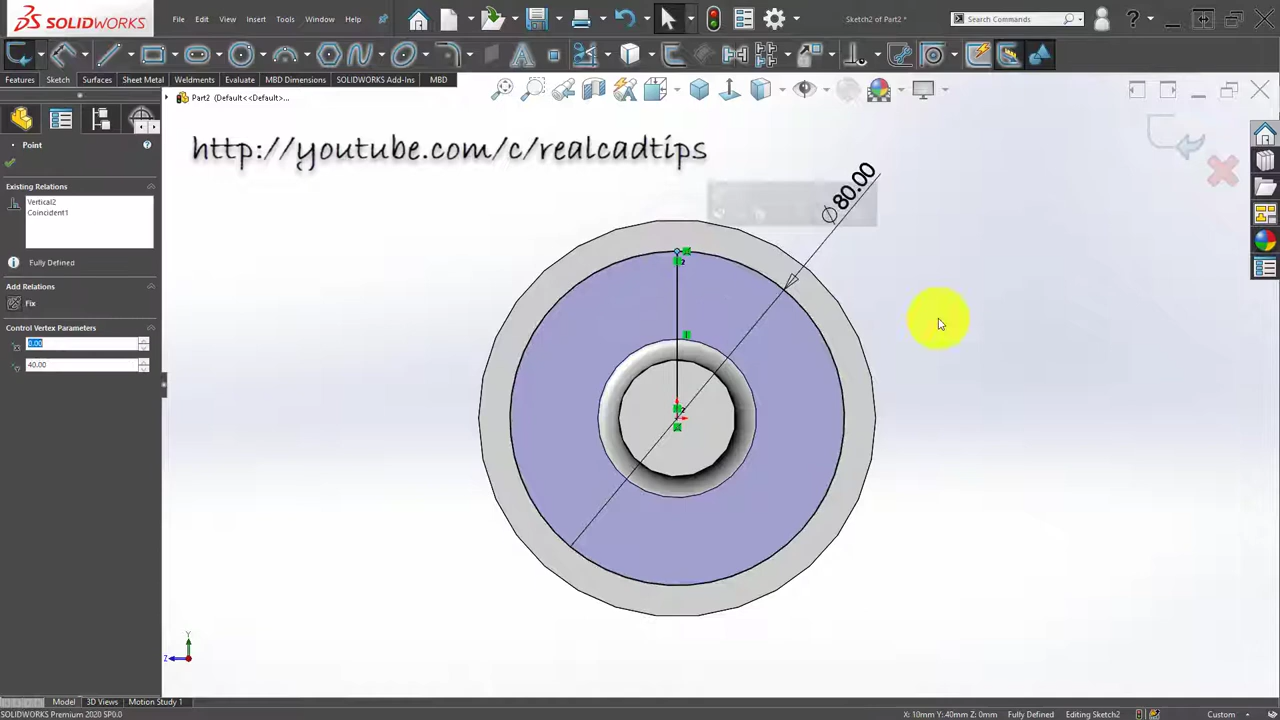 SOLIDWORKS
File
Edit
View
Insert
Tools
Window
Help
Sketch2 of Part2 *
Search Commands
Features
Sketch
Surfaces
Sheet Metal
Weldments
Evaluate
MBD Dimensions
SOLIDWORKS Add-Ins
MBD
Part2 (Default<<Default>...
Point
http://youtube.com/c/realcadtips
Existing Relations
Vertical2
Coincident1
Fully Defined
Add Relations
Fix
Control Vertex Parameters
0.00
40.00
Ø80.00
Y
Z
Model
3D Views
Motion Study 1
SOLIDWORKS Premium 2020 SP0.0
X: 10mm Y: 40mm Z: 0mm
Fully Defined
Editing Sketch2
Custom